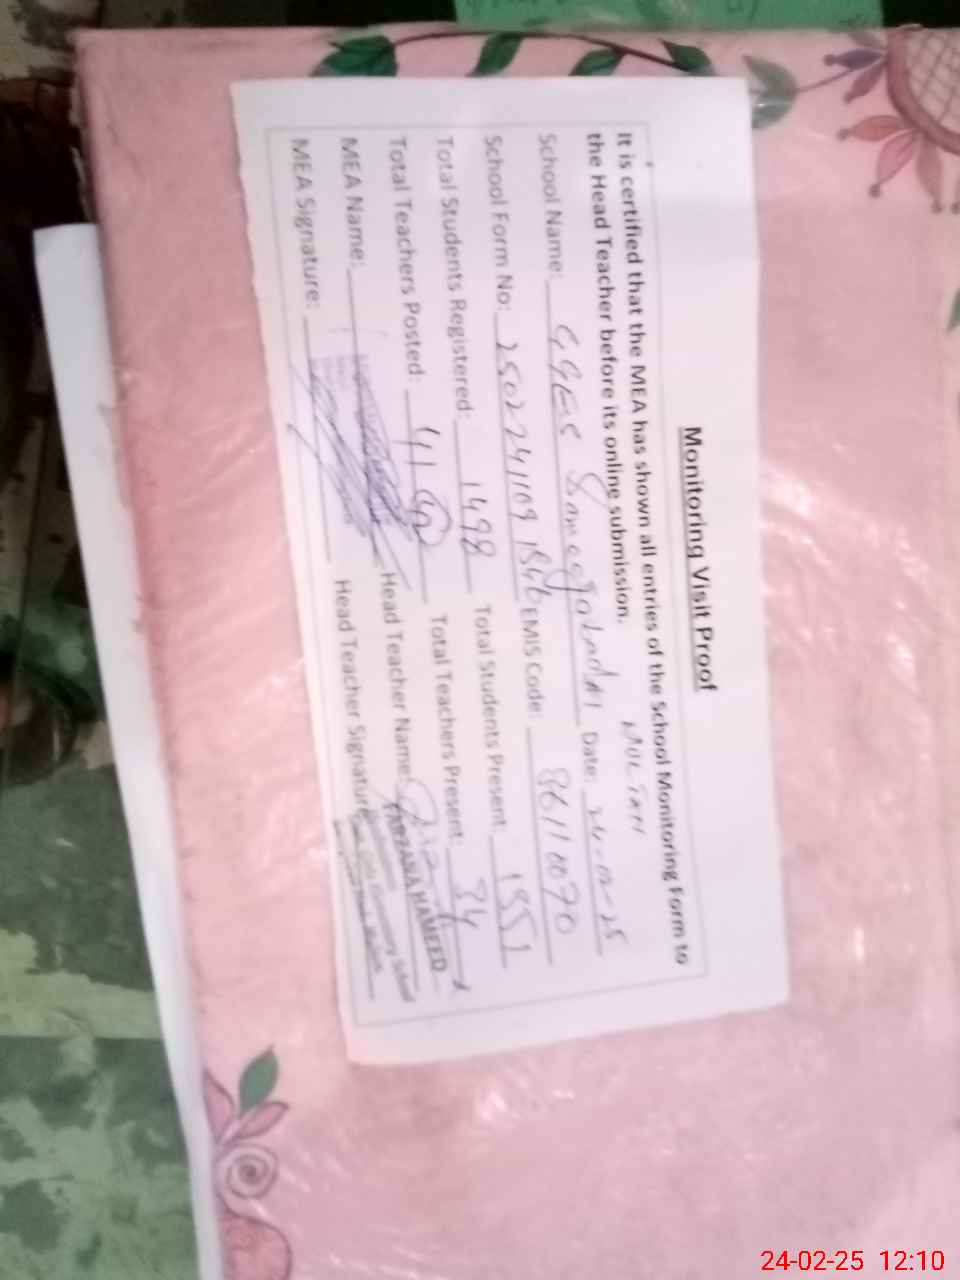 Monitoring Visit Proof
It is certified that the MEA has shown all entries of the School Monitoring Form to
the Head Teacher before its online submission.
MULTAN
School Name: GGES Date: 24-02-25
School Form No: 25022411091546 EMIS Code: 36110070
Total Students Registered: 1498 Total Students Present: 1351
Total Teachers Posted: 41 Total Teachers Present: 34
MEA Name: Head Teacher Name: FARZANA HAMEED
MEA Signature: Head Teacher Signature
24-02-25 12:10